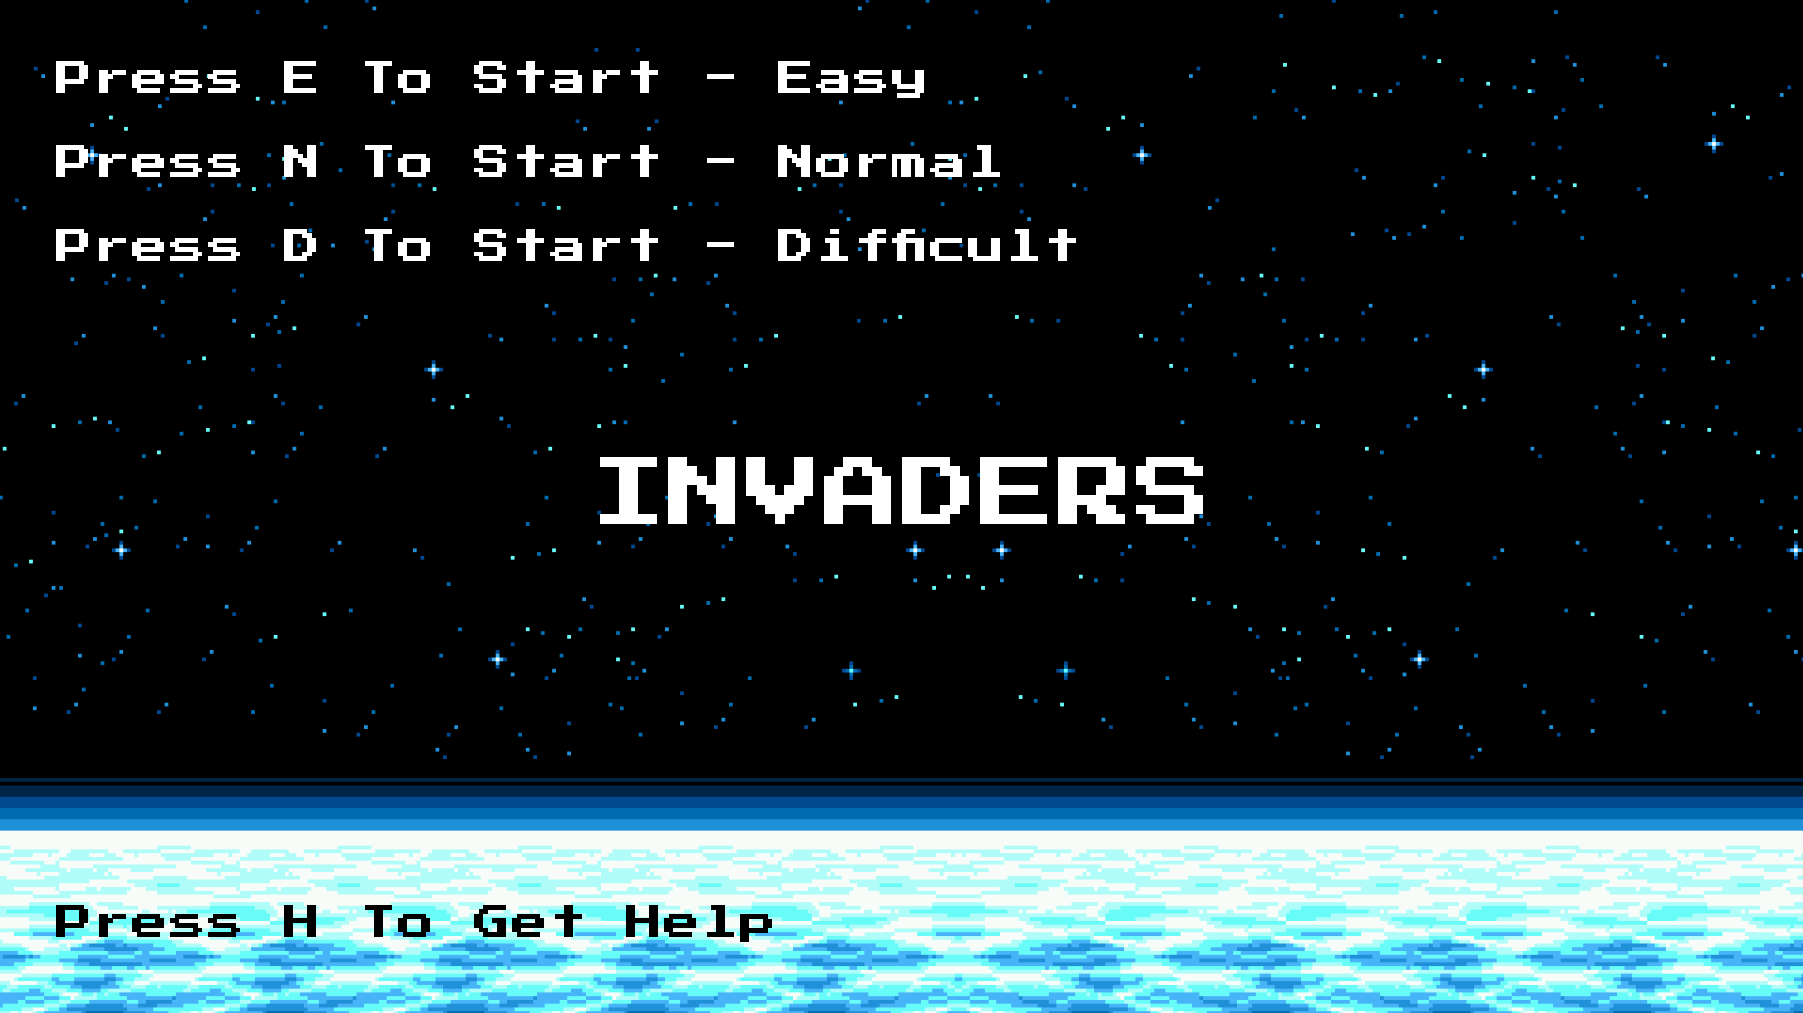 Press E To Start - Easy
Press N To Start - Normal
Press D To Start - Difficult
INVADERS
Press H To Get Help